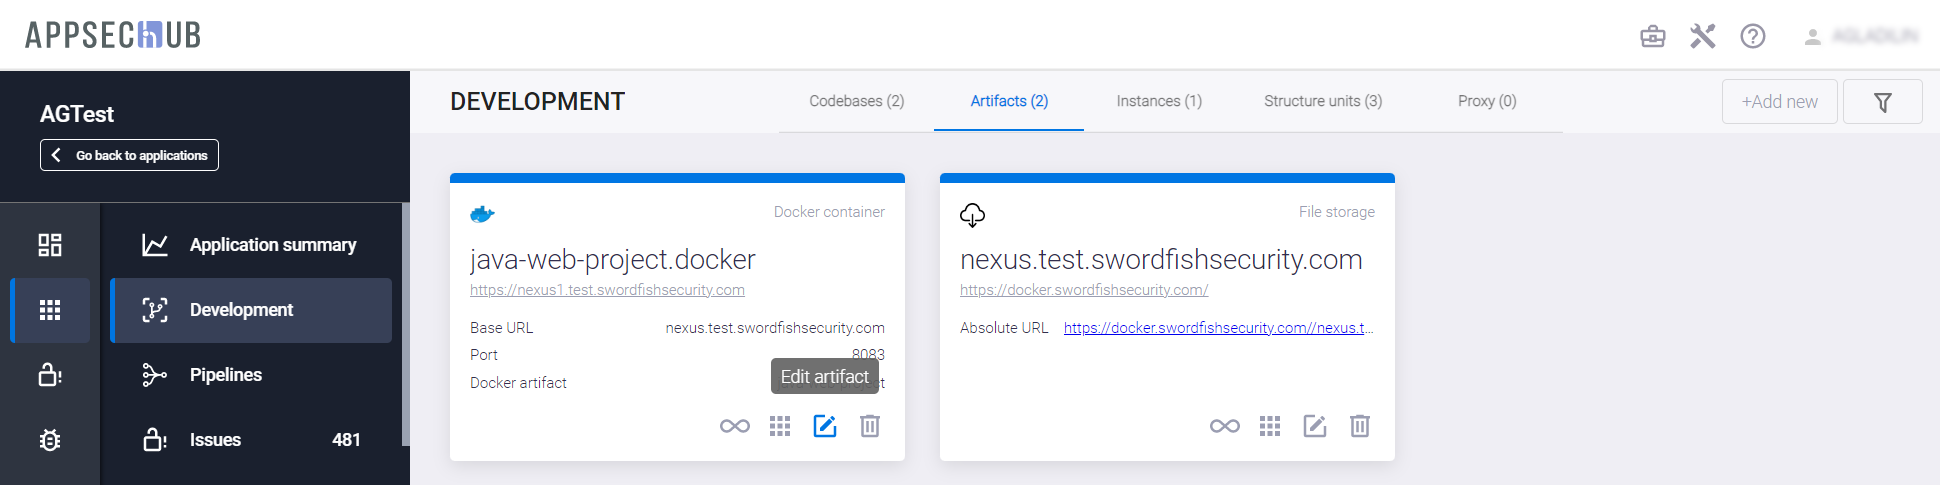 APPSECHUB
AGTest
Go back to applications
Application summary
Development
Pipelines
Issues 481
DEVELOPMENT
Codebases (2) Artifacts (2) Instances (1) Structure units (3) Proxy (0)
+Add new
Docker container
java-web-project.docker
https://nexus1.test.swordfishsecurity.com
Base URL nexus.test.swordfishsecurity.com
Port 8083
Docker artifact
Edit artifact
File storage
nexus.test.swordfishsecurity.com
https://docker.swordfishsecurity.com/
Absolute URL https://docker.swordfishsecurity.com//nexus.t...